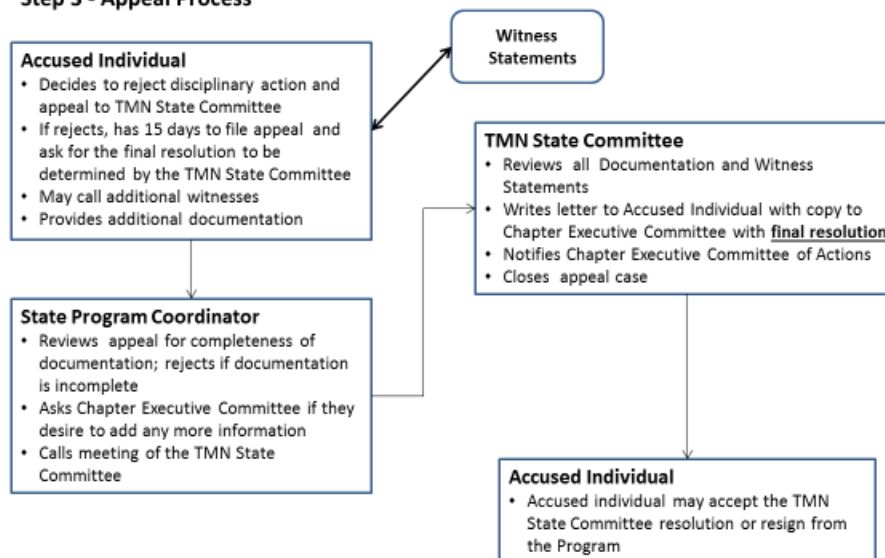 Step 3 - Appeal Process
Witness
Statements
Accused Individual
• Decides to reject disciplinary action and
appeal to TMN State Committee
• If rejects, has 15 days to file appeal and
ask for the final resolution to be
determined by the TMN State Committee
• May call additional witnesses
• Provides additional documentation
State Program Coordinator
• Reviews appeal for completeness of
documentation; rejects if documentation
is incomplete
• Asks Chapter Executive Committee if they
desire to add any more information
• Calls meeting of the TMN State
Committee
TMN State Committee
• Reviews all Documentation and Witness
Statements
• Writes letter to Accused Individual with copy to
Chapter Executive Committee with final resolution
• Notifies Chapter Executive Committee of Actions
• Closes appeal case
Accused Individual
• Accused individual may accept the TMN
State Committee resolution or resign from
the Program